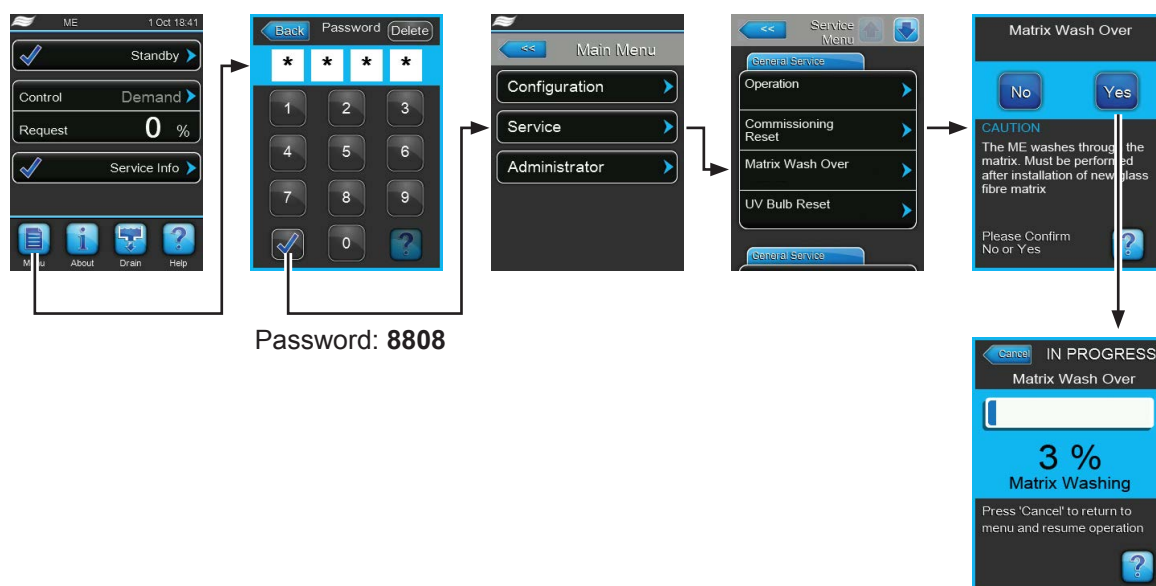 ME 1 Oct 18:41
Standby
Control Demand
Request 0 %
Service Info
Menu About Drain Help
Back Password Delete
* * * *
1 2 3
4 5 6
7 8 9
0 ?
Password: 8808
<< Main Menu
Configuration
Service
Administrator
<< Service
Menu
General Service
Operation
Commissioning
Reset
Matrix Wash Over
UV Bulb Reset
General Service
Matrix Wash Over
No Yes
CAUTION
The ME washes through the
matrix. Must be performed
after installation of new glass
fibre matrix
Please Confirm
No or Yes ?
Cancel IN PROGRESS
Matrix Wash Over
3 %
Matrix Washing
Press 'Cancel' to return to
menu and resume operation
?